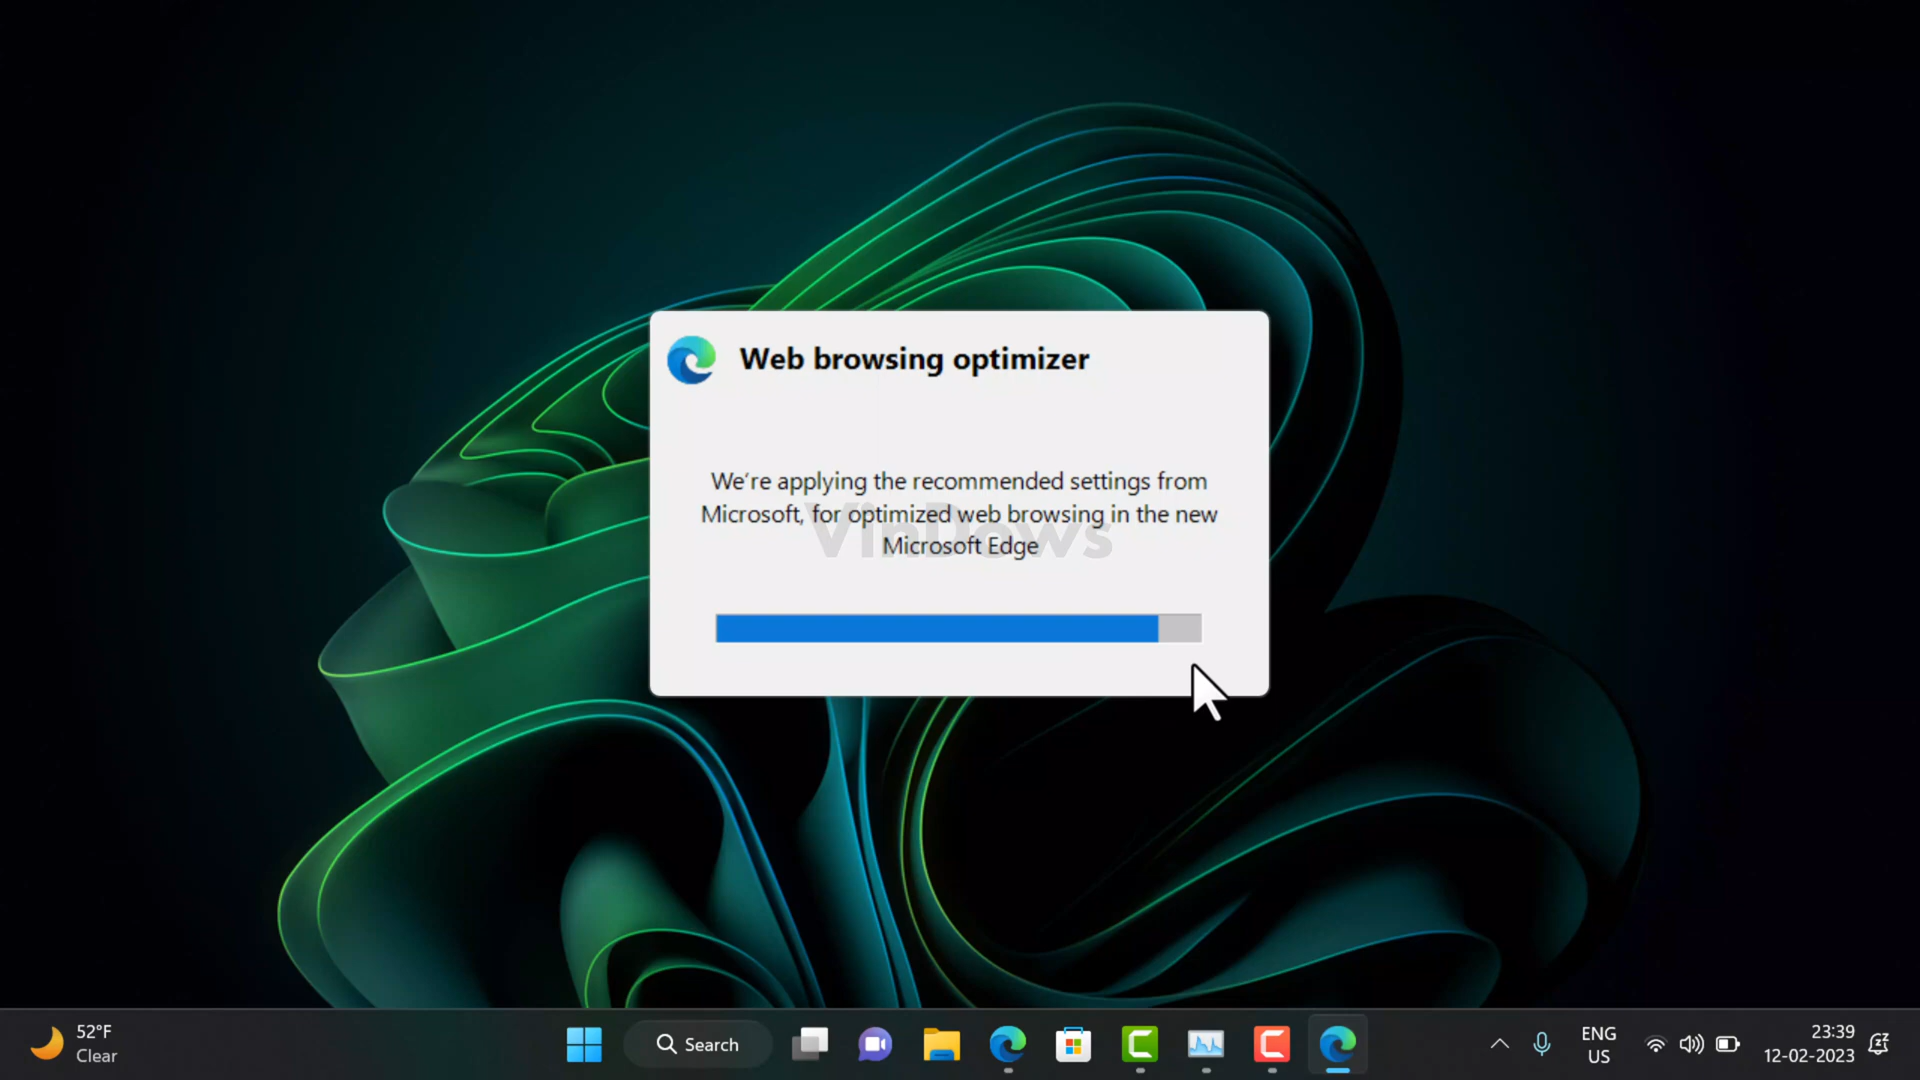 Web browsing optimizer
We're applying the recommended settings from
Microsoft, for optimized web browsing in the new
Microsoft Edge
VinDows
52°F
Clear
Search
ENG
US
23:39
12-02-2023